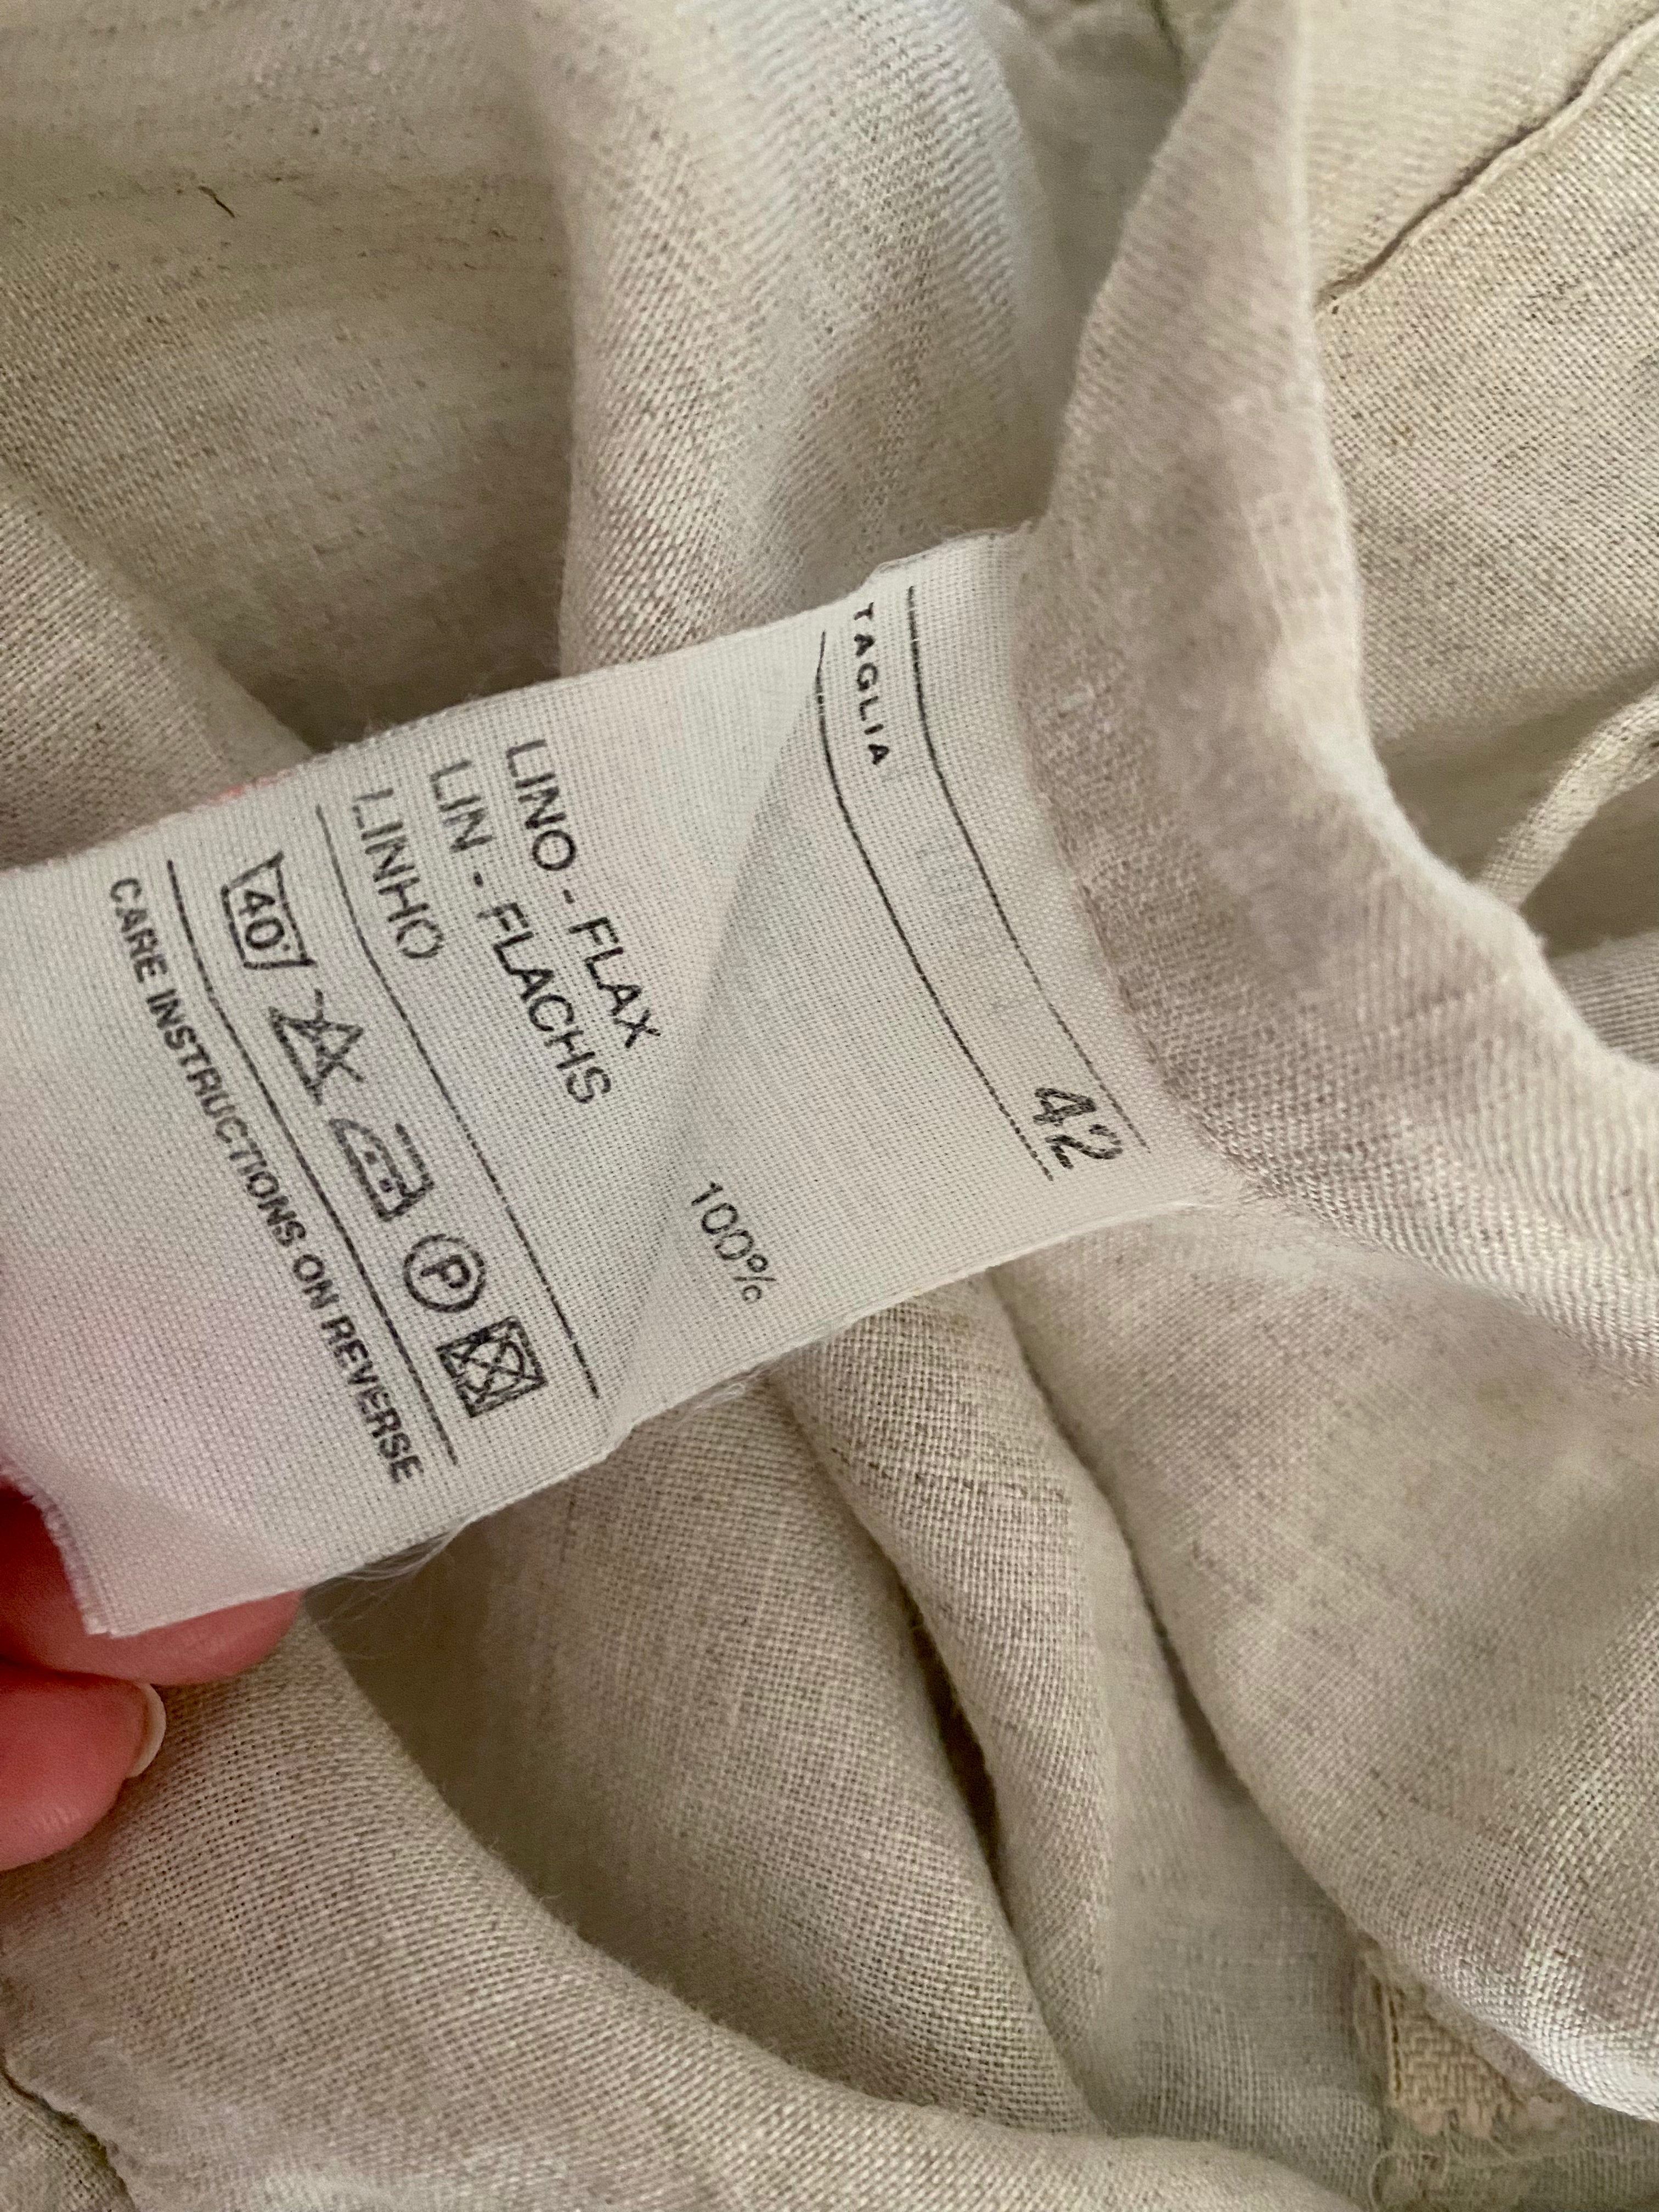 TAGLIA 42
LINO - FLAX 100%
LIN - FLACHS
LINHO
40° P
CARE INSTRUCTIONS ON REVERSE